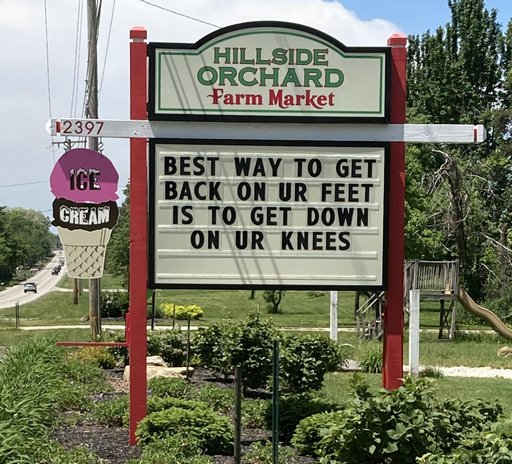 HILLSIDE
ORCHARD
Farm Market
2397
ICE
CREAM
BEST WAY TO GET
BACK ON UR FEET
IS TO GET DOWN
ON UR KNEES